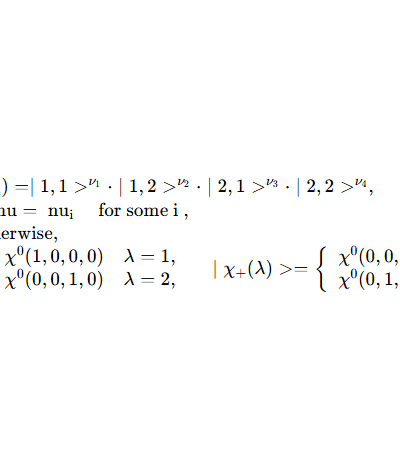 ) =| 1, 1 >^{ν_1} · | 1, 2 >^{ν_2} · | 2, 1 >^{ν_3} · | 2, 2 >^{ν_4},
nu = nu_i for some i ,
erwise,
χ^0(1, 0, 0, 0) λ = 1, | χ_+(λ) >= { χ^0(0, 0,
χ^0(0, 0, 1, 0) λ = 2, χ^0(0, 1,